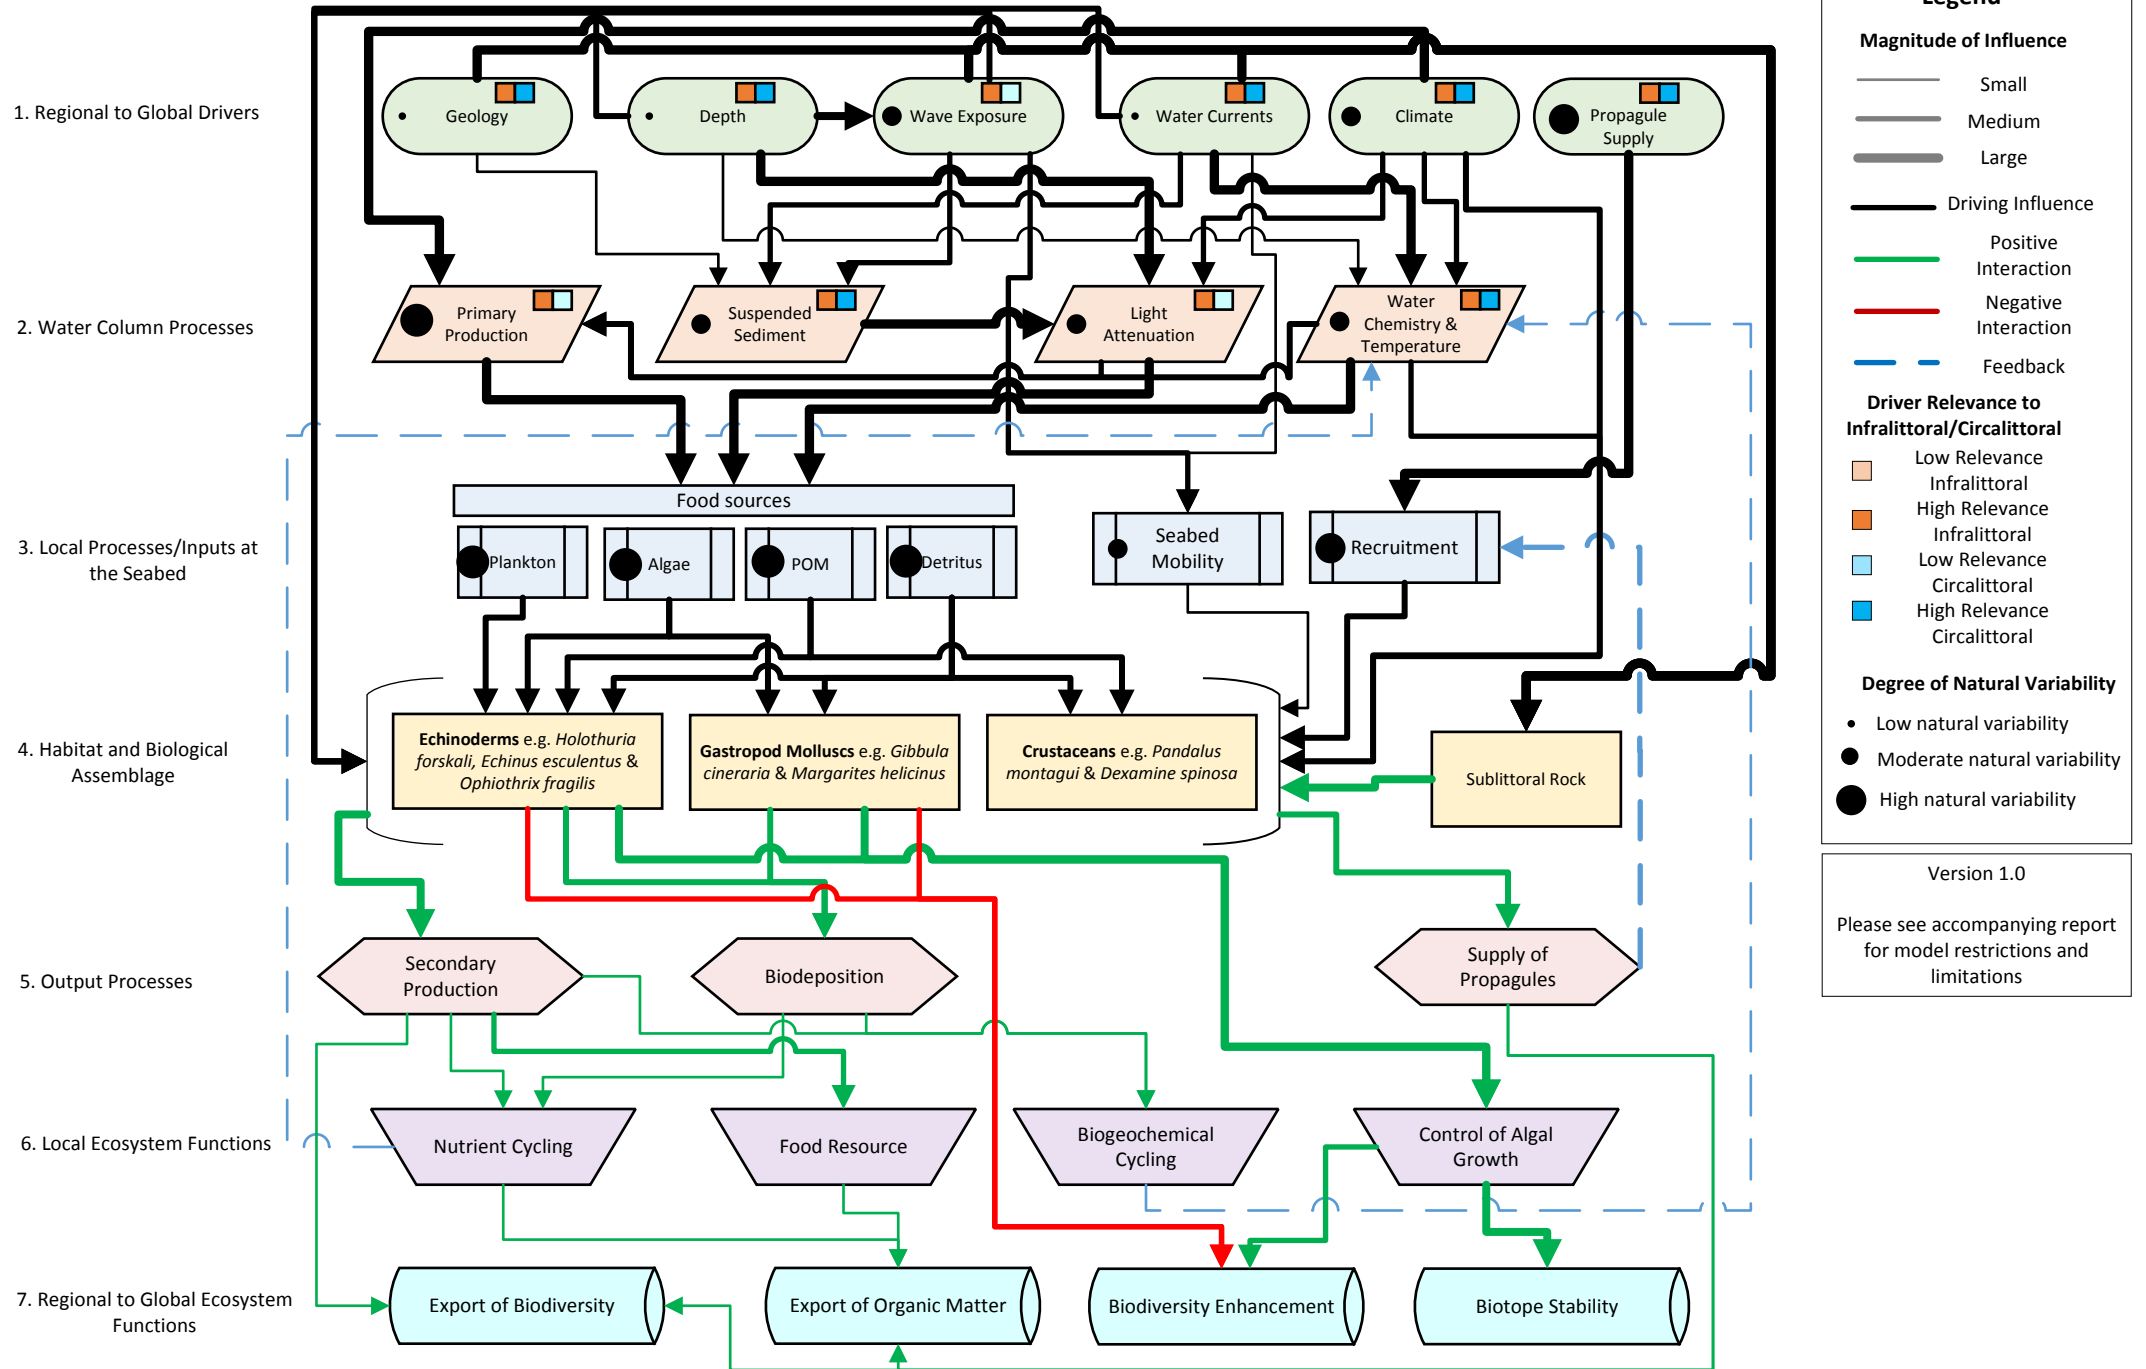 1. Regional to Global Drivers
Geology
Depth
Wave Exposure
Water Currents
Climate
Propagule
Supply
2. Water Column Processes
Primary
Production
Suspended
Sediment
Light
Attenuation
Water
Chemistry &
Temperature
3. Local Processes/Inputs at
the Seabed
Food sources
Plankton
Algae
POM
Detritus
Seabed
Mobility
Recruitment
4. Habitat and Biological
Assemblage
Echinoderms e.g. Holothuria
forskali, Echinus esculentus &
Ophiothrix fragilis
Gastropod Molluscs e.g. Gibbula
cineraria & Margarites helicinus
Crustaceans e.g. Pandalus
montagui & Dexamine spinosa
Sublittoral Rock
5. Output Processes
Secondary
Production
Biodeposition
Supply of
Propagules
6. Local Ecosystem Functions
Nutrient Cycling
Food Resource
Biogeochemical
Cycling
Control of Algal
Growth
7. Regional to Global Ecosystem
Functions
Export of Biodiversity
Export of Organic Matter
Biodiversity Enhancement
Biotope Stability
Legend
Magnitude of Influence
Small
Medium
Large
Driving Influence
Positive
Interaction
Negative
Interaction
Feedback
Driver Relevance to
Infralittoral/Circalittoral
Low Relevance
Infralittoral
High Relevance
Infralittoral
Low Relevance
Circalittoral
High Relevance
Circalittoral
Degree of Natural Variability
Low natural variability
Moderate natural variability
High natural variability
Version 1.0
Please see accompanying report
for model restrictions and
limitations